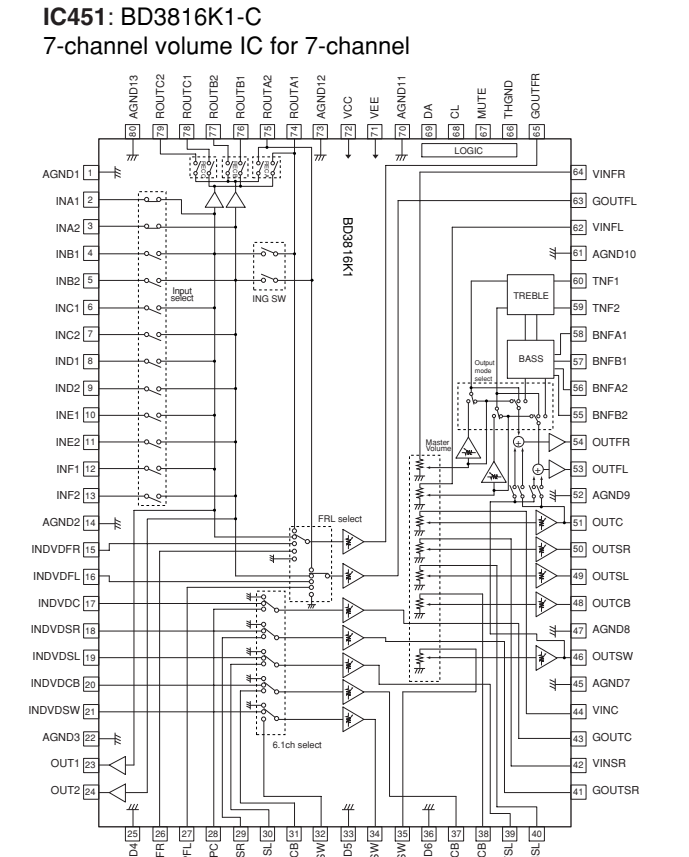 IC451: BD3816K1-C
7-channel volume IC for 7-channel
AGND13
ROUTC2
ROUTC1
ROUTB2
ROUTB1
ROUTA2
ROUTA1
AGND12
VCC
VEE
AGND11
DA
CL
MUTE
THGND
GOUTFR
80 79 78 77 76 75 74 73 72 71 70 69 68 67 66 65
LOGIC
BD3816K1
AGND1 1
INA1 2
INA2 3
INB1 4
INB2 5
INC1 6
INC2 7
IND1 8
IND2 9
INE1 10
INE2 11
INF1 12
INF2 13
AGND2 14
INDVDFR 15
INDVDFL 16
INDVDC 17
INDVDSR 18
INDVDSL 19
INDVDCB 20
INDVDSW 21
AGND3 22
OUT1 23
OUT2 24
Input
select
ING SW
FRL select
6.1ch select
Master
Volume
Output
mode
select
TREBLE
BASS
64 VINFR
63 GOUTFL
62 VINFL
61 AGND10
60 TNF1
59 TNF2
58 BNFA1
57 BNFB1
56 BNFA2
55 BNFB2
54 OUTFR
53 OUTFL
52 AGND9
51 OUTC
50 OUTSR
49 OUTSL
48 OUTCB
47 AGND8
46 OUTSW
45 AGND7
44 VINC
43 GOUTC
42 VINSR
41 GOUTSR
25 26 27 28 29 30 31 32 33 34 35 36 37 38 39 40